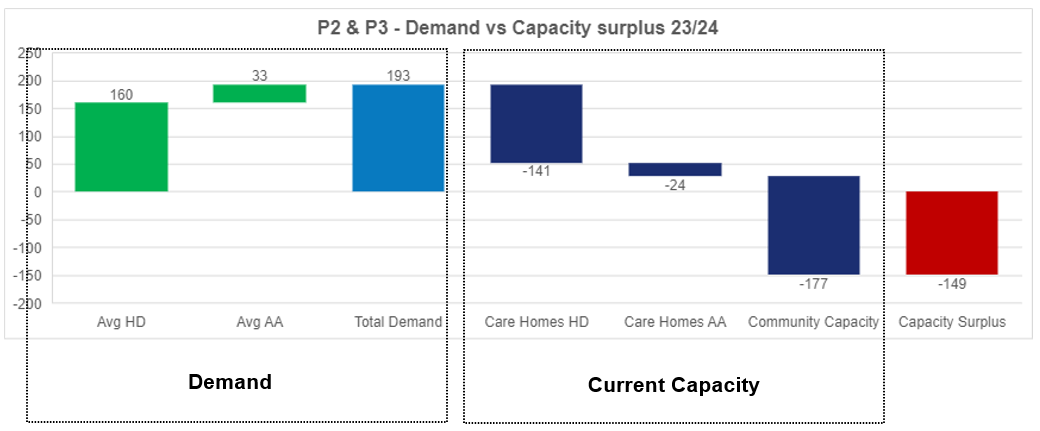 P2 & P3 - Demand vs Capacity surplus 23/24
250
200
150
100
50
0
-50
-100
-150
-200
160
33
193
-141
-24
-177
-149
Avg HD
Avg AA
Total Demand
Care Homes HD
Care Homes AA
Community Capacity
Capacity Surplus
Demand
Current Capacity